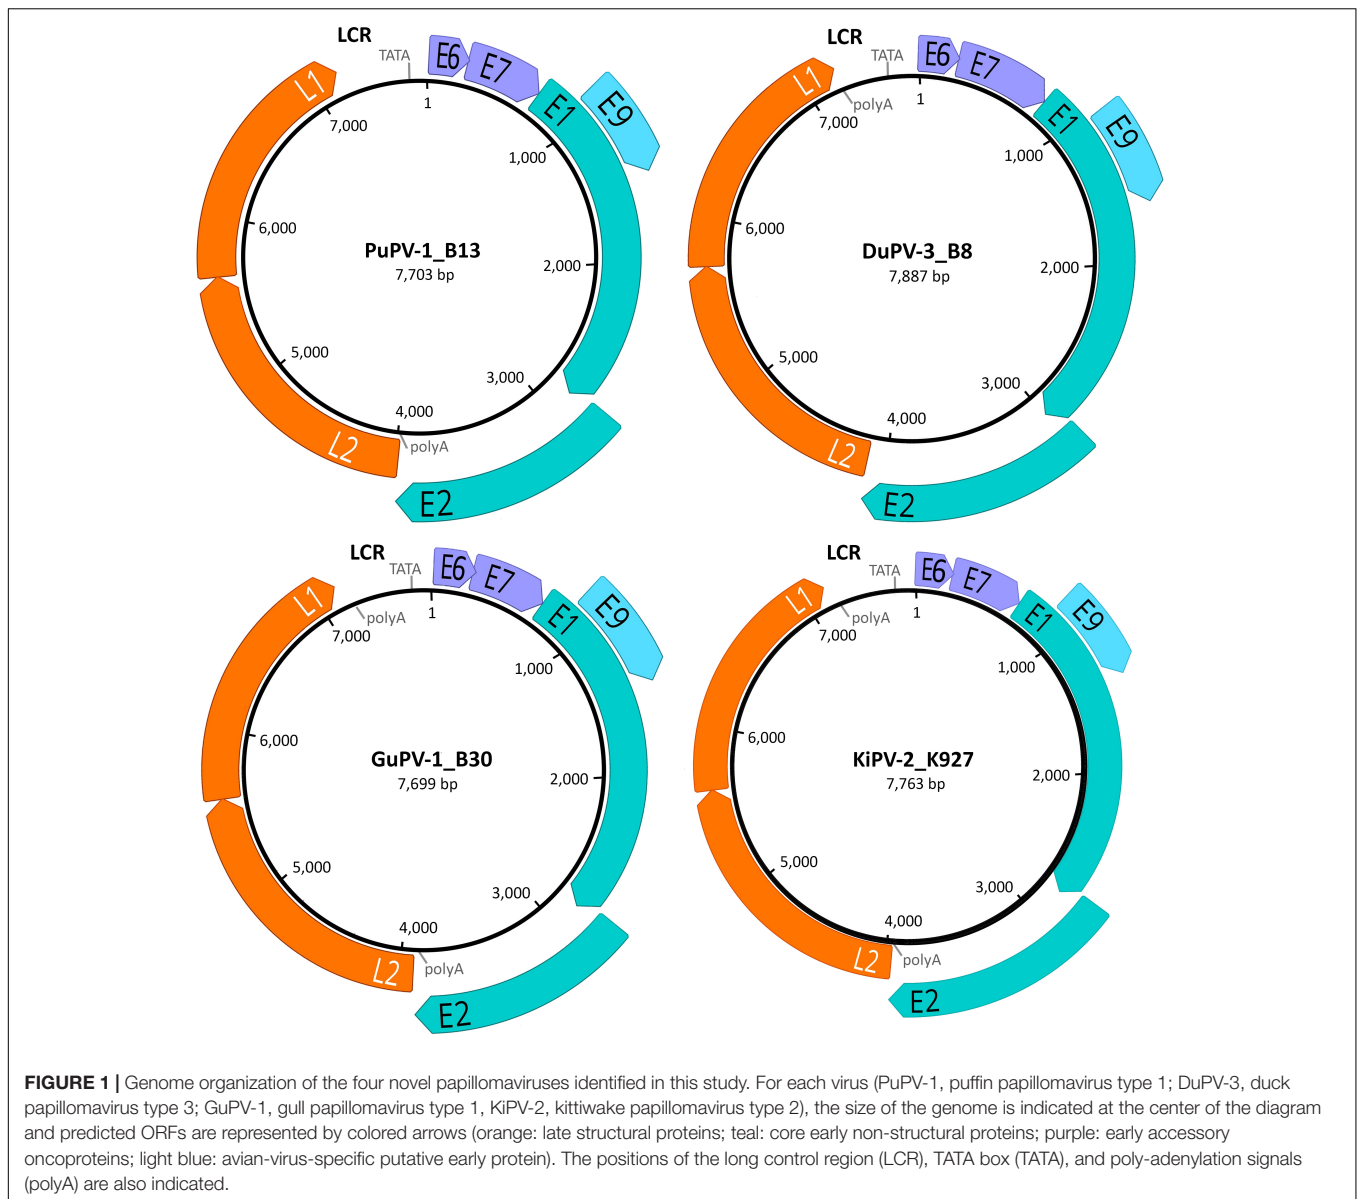 LCR
TATA
E6
E7
E1
E9
L1
1
7,000
1,000
6,000
PuPV-1_B13
7,703 bp
2,000
5,000
3,000
4,000
polyA
L2
E2
LCR
TATA
E6
E7
E1
E9
L1
polyA
1
7,000
1,000
6,000
DuPV-3_B8
7,887 bp
2,000
5,000
3,000
4,000
L2
E2
LCR
TATA
E6
E7
E1
E9
L1
1
polyA
7,000
1,000
6,000
GuPV-1_B30
7,699 bp
2,000
5,000
3,000
4,000
polyA
L2
E2
LCR
TATA
E6
E7
E1
E9
L1
1
polyA
7,000
1,000
6,000
KiPV-2_K927
7,763 bp
2,000
5,000
3,000
4,000
polyA
L2
E2
FIGURE 1 | Genome organization of the four novel papillomaviruses identified in this study. For each virus (PuPV-1, puffin papillomavirus type 1; DuPV-3, duck
papillomavirus type 3; GuPV-1, gull papillomavirus type 1, KiPV-2, kittiwake papillomavirus type 2), the size of the genome is indicated at the center of the diagram
and predicted ORFs are represented by colored arrows (orange: late structural proteins; teal: core early non-structural proteins; purple: early accessory
oncoproteins; light blue: avian-virus-specific putative early protein). The positions of the long control region (LCR), TATA box (TATA), and poly-adenylation signals
(polyA) are also indicated.